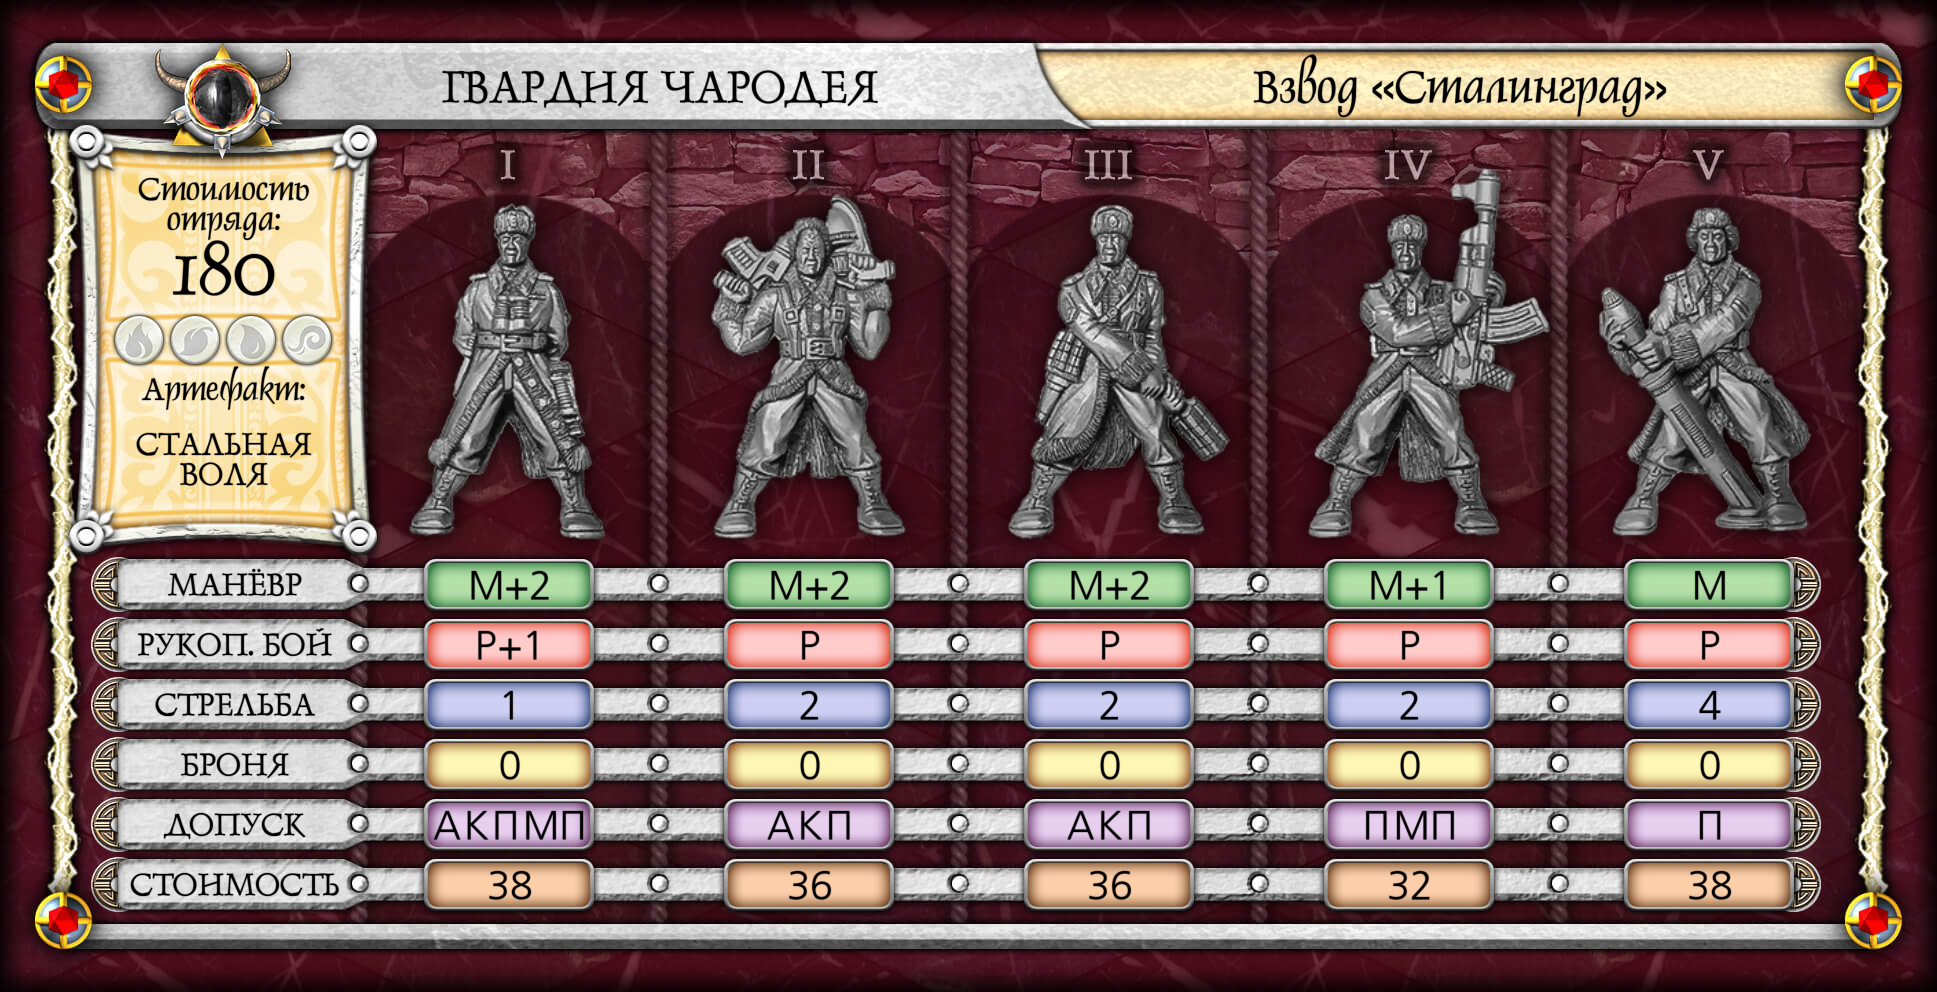 ГВАРДИЯ ЧАРОДЕЯ
Взвод «Сталинград»
Стоимость
отряда:
180
Артефакт:
СТАЛЬНАЯ
ВОЛЯ
I II III IV V
МАНЁВР M+2 M+2 M+2 M+1 M
РУКОП. БОЙ P+1 P P P P
СТРЕЛЬБА 1 2 2 2 4
БРОНЯ 0 0 0 0 0
ДОПУСК АКПМП АКП АКП ПМП П
СТОИМОСТЬ 38 36 36 32 38